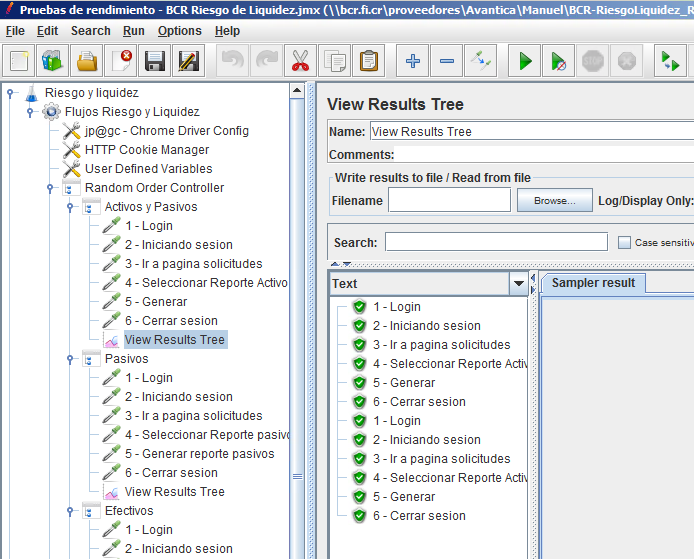 Pruebas de rendimiento - BCR Riesgo de Liquidez.jmx (\\bcr.fi.cr\proveedores\Avantica\Manuel\BCR-RiesgoLiquidez_R
File Edit Search Run Options Help
STOP
Riesgo y liquidez
Flujos Riesgo y Liquidez
jp@gc - Chrome Driver Config
HTTP Cookie Manager
User Defined Variables
Random Order Controller
Activos y Pasivos
1 - Login
2 - Iniciando sesion
3 - Ir a pagina solicitudes
4 - Seleccionar Reporte Activo
5 - Generar
6 - Cerrar sesion
View Results Tree
Pasivos
1 - Login
2 - Iniciando sesion
3 - Ir a pagina solicitudes
4 - Seleccionar Reporte pasivo
5 - Generar reporte pasivos
6 - Cerrar sesion
View Results Tree
Efectivos
1 - Login
2 - Iniciando sesion
View Results Tree
Name: View Results Tree
Comments:
Write results to file / Read from file
Filename Browse... Log/Display Only:
Search: Case sensitiv
Text
Sampler result
1 - Login
2 - Iniciando sesion
3 - Ir a pagina solicitudes
4 - Seleccionar Reporte Activ
5 - Generar
6 - Cerrar sesion
1 - Login
2 - Iniciando sesion
3 - Ir a pagina solicitudes
4 - Seleccionar Reporte Activ
5 - Generar
6 - Cerrar sesion